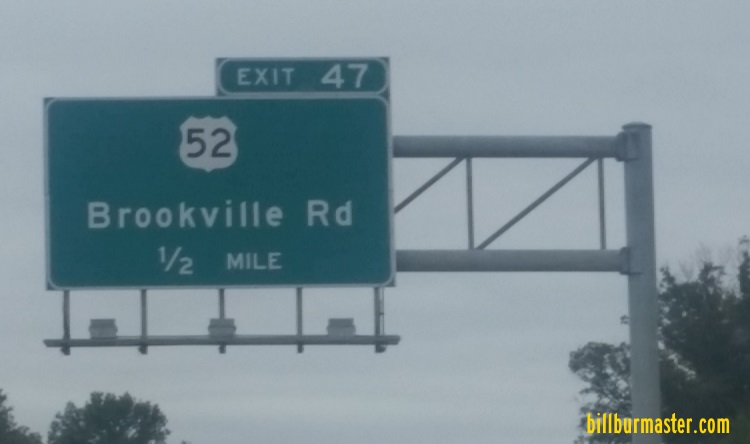 EXIT 47
52
Brookville Rd
1/2 MILE
billburmaster.com